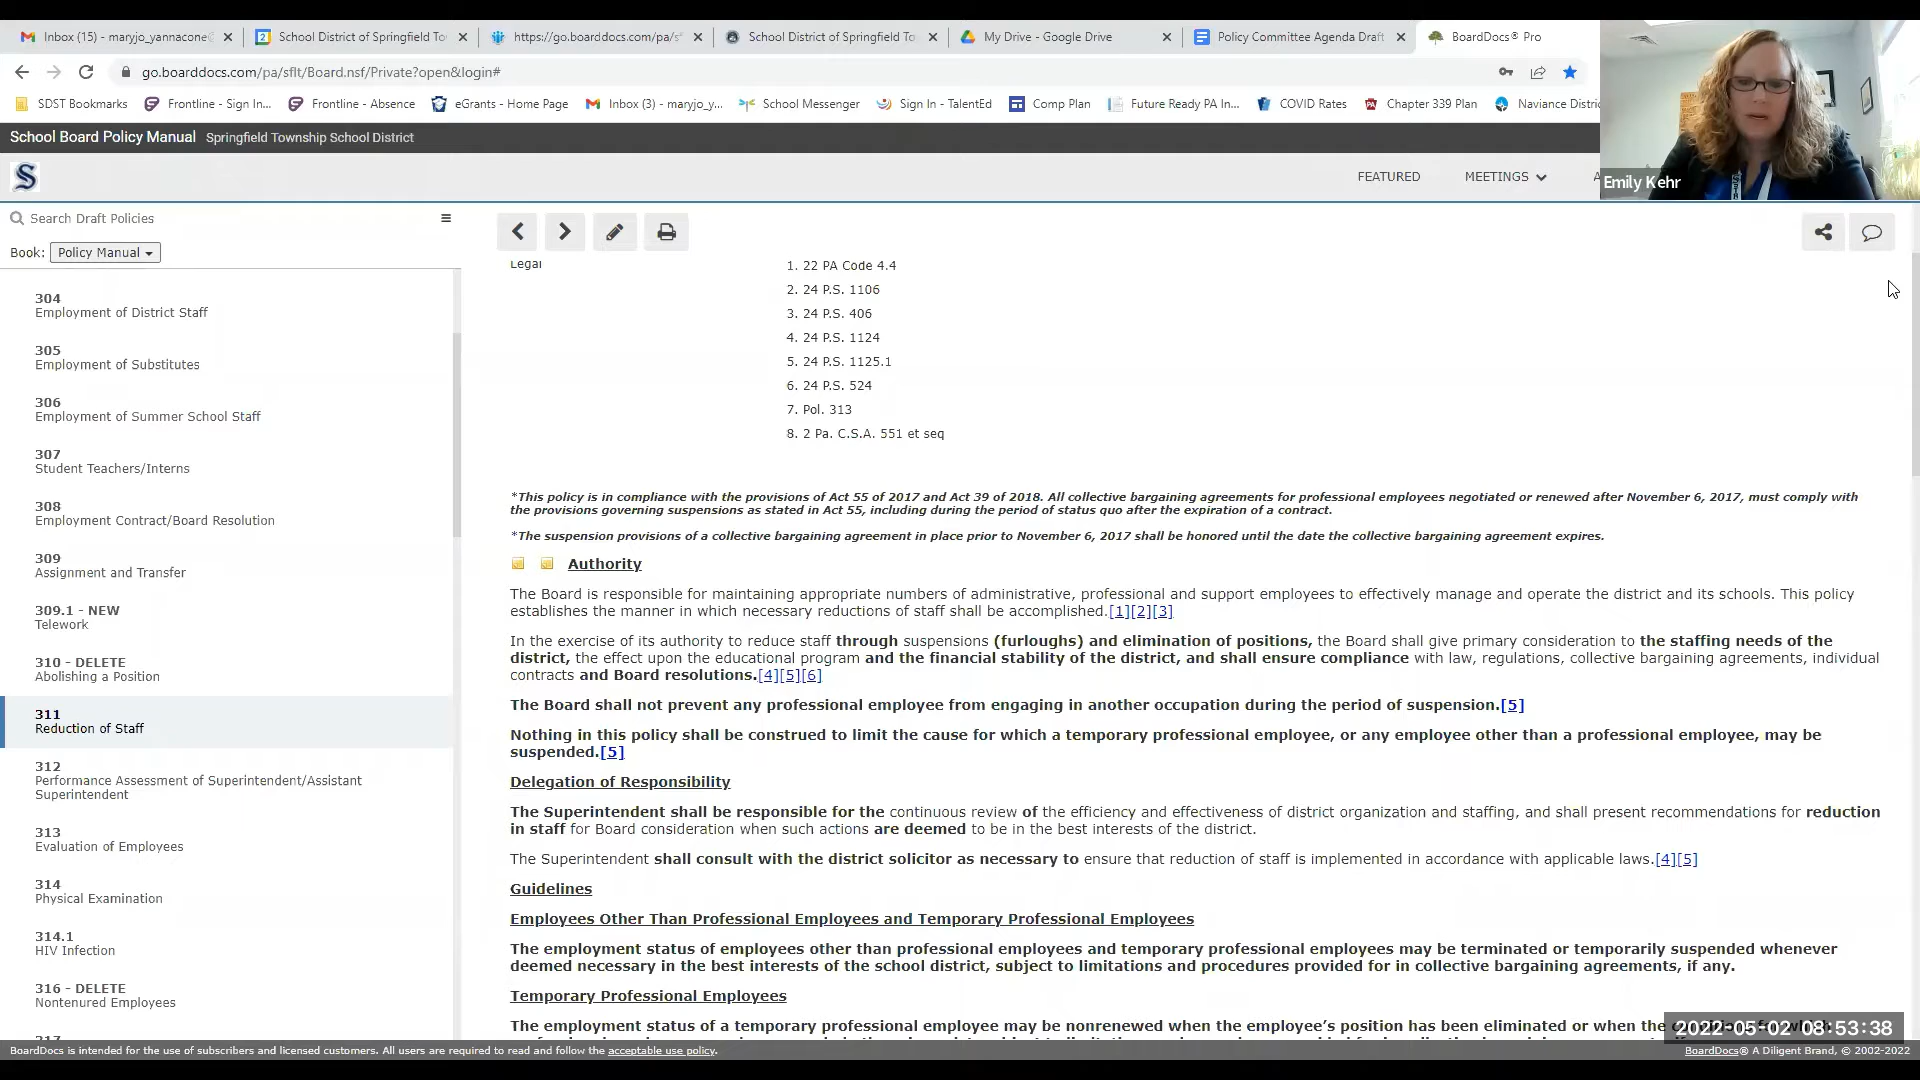 Inbox (15) - maryjo_yannacone@
School District of Springfield To
https://go.boarddocs.com/pa/s
School District of Springfield To
My Drive - Google Drive
Policy Committee Agenda Draft
BoardDocs® Pro
go.boarddocs.com/pa/sflt/Board.nsf/Private?open&login#
SDST Bookmarks
Frontline - Sign In...
Frontline - Absence
eGrants - Home Page
Inbox (3) - maryjo_y...
School Messenger
Sign In - TalentEd
Comp Plan
Future Ready PA In...
COVID Rates
Chapter 339 Plan
Naviance Distri
School Board Policy Manual Springfield Township School District
Emily Kehr
S
FEATURED
MEETINGS
Search Draft Policies
Book: Policy Manual
304
Employment of District Staff
305
Employment of Substitutes
306
Employment of Summer School Staff
307
Student Teachers/Interns
308
Employment Contract/Board Resolution
309
Assignment and Transfer
309.1 - NEW
Telework
310 - DELETE
Abolishing a Position
311
Reduction of Staff
312
Performance Assessment of Superintendent/Assistant
Superintendent
313
Evaluation of Employees
314
Physical Examination
314.1
HIV Infection
316 - DELETE
Nontenured Employees
317
Legal
1. 22 PA Code 4.4
2. 24 P.S. 1106
3. 24 P.S. 406
4. 24 P.S. 1124
5. 24 P.S. 1125.1
6. 24 P.S. 524
7. Pol. 313
8. 2 Pa. C.S.A. 551 et seq
*This policy is in compliance with the provisions of Act 55 of 2017 and Act 39 of 2018. All collective bargaining agreements for professional employees negotiated or renewed after November 6, 2017, must comply with
the provisions governing suspensions as stated in Act 55, including during the period of status quo after the expiration of a contract.
*The suspension provisions of a collective bargaining agreement in place prior to November 6, 2017 shall be honored until the date the collective bargaining agreement expires.
Authority
The Board is responsible for maintaining appropriate numbers of administrative, professional and support employees to effectively manage and operate the district and its schools. This policy
establishes the manner in which necessary reductions of staff shall be accomplished.[1][2][3]
In the exercise of its authority to reduce staff through suspensions (furloughs) and elimination of positions, the Board shall give primary consideration to the staffing needs of the
district, the effect upon the educational program and the financial stability of the district, and shall ensure compliance with law, regulations, collective bargaining agreements, individual
contracts and Board resolutions.[4][5][6]
The Board shall not prevent any professional employee from engaging in another occupation during the period of suspension.[5]
Nothing in this policy shall be construed to limit the cause for which a temporary professional employee, or any employee other than a professional employee, may be
suspended.[5]
Delegation of Responsibility
The Superintendent shall be responsible for the continuous review of the efficiency and effectiveness of district organization and staffing, and shall present recommendations for reduction
in staff for Board consideration when such actions are deemed to be in the best interests of the district.
The Superintendent shall consult with the district solicitor as necessary to ensure that reduction of staff is implemented in accordance with applicable laws.[4][5]
Guidelines
Employees Other Than Professional Employees and Temporary Professional Employees
The employment status of employees other than professional employees and temporary professional employees may be terminated or temporarily suspended whenever
deemed necessary in the best interests of the school district, subject to limitations and procedures provided for in collective bargaining agreements, if any.
Temporary Professional Employees
The employment status of a temporary professional employee may be nonrenewed when the employee's position has been eliminated or when the
2022-05-02 08:53:38
BoardDocs is intended for the use of subscribers and licensed customers. All users are required to read and follow the acceptable use policy.
BoardDocs® A Diligent Brand, © 2002-2022